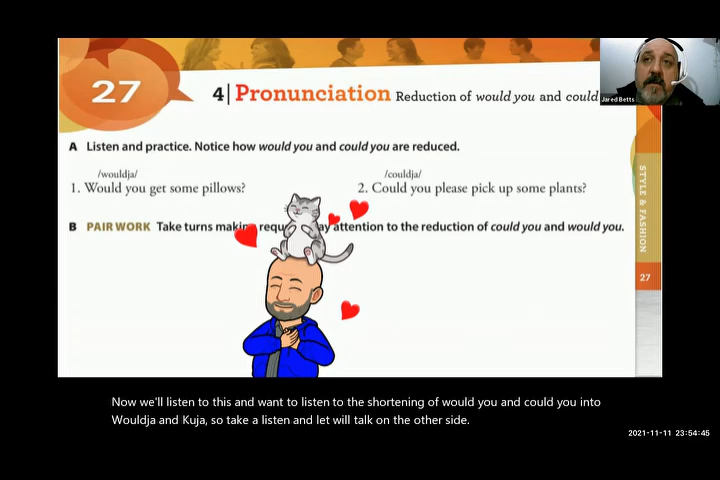 27
4 | Pronunciation Reduction of would you and could
Jared Betts
A Listen and practice. Notice how would you and could you are reduced.
/wouldja/ /couldja/
1. Would you get some pillows? 2. Could you please pick up some plants?
B PAIR WORK Take turns making requ ay attention to the reduction of could you and would you.
STYLE & FASHION
27
Now we'll listen to this and want to listen to the shortening of would you and could you into
Wouldja and Kuja, so take a listen and let will talk on the other side.
2021-11-11 23:54:45